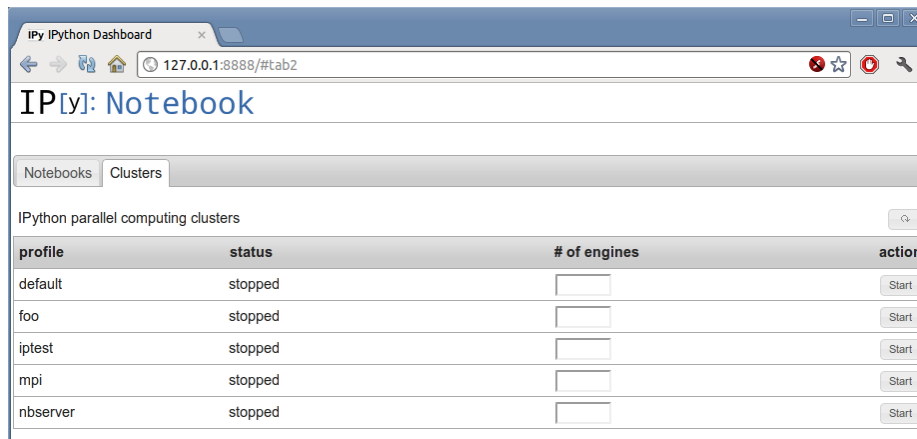 IPy IPython Dashboard
127.0.0.1:8888/#tab2
IP[y]: Notebook
Notebooks Clusters
IPython parallel computing clusters
profile status # of engines action
default stopped Start
foo stopped Start
iptest stopped Start
mpi stopped Start
nbserver stopped Start